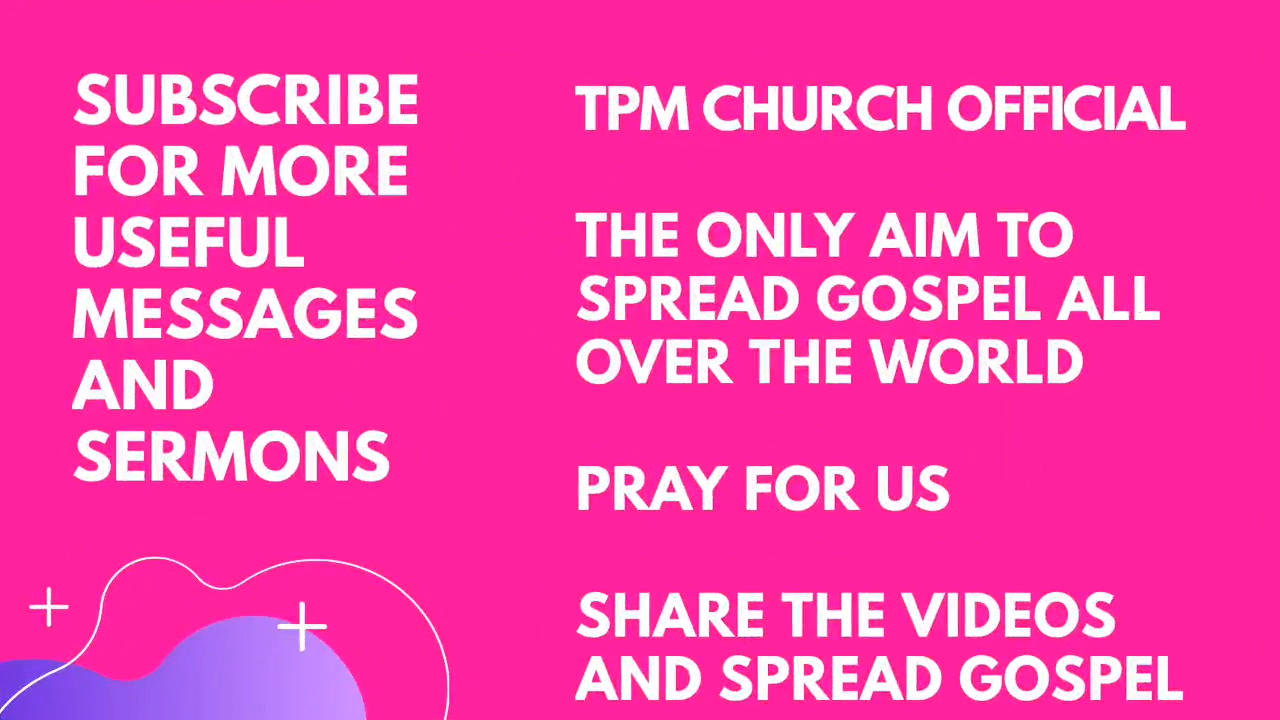 SUBSCRIBE
FOR MORE
USEFUL
MESSAGES
AND
SERMONS
TPM CHURCH OFFICIAL
THE ONLY AIM TO
SPREAD GOSPEL ALL
OVER THE WORLD
PRAY FOR US
SHARE THE VIDEOS
AND SPREAD GOSPEL